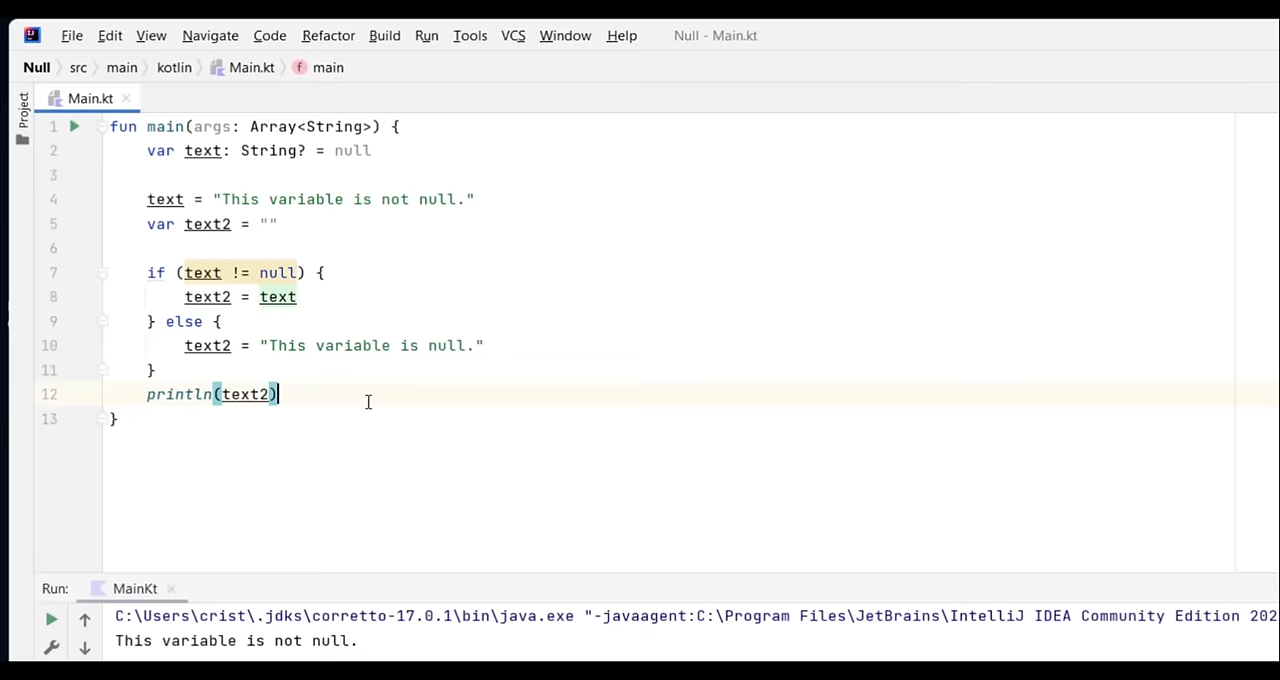 File Edit View Navigate Code Refactor Build Run Tools VCS Window Help Null - Main.kt
Null src main kotlin Main.kt f main
Project
Main.kt
1 fun main(args: Array<String>) {
2     var text: String? = null
3
4     text = "This variable is not null."
5     var text2 = ""
6
7     if (text != null) {
8         text2 = text
9     } else {
10         text2 = "This variable is null."
11     }
12     println(text2)
13 }
Run: MainKt
C:\Users\crist\.jdks\corretto-17.0.1\bin\java.exe "-javaagent:C:\Program Files\JetBrains\IntelliJ IDEA Community Edition 202
This variable is not null.